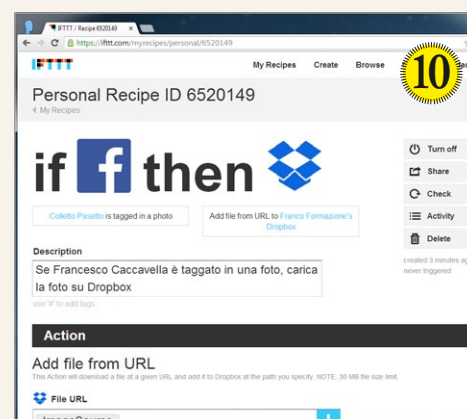 IFTTT / Recipe 6520149
https://ifttt.com/myrecipes/personal/6520149
IFTTT
My Recipes Create Browse
10
Personal Recipe ID 6520149
My Recipes
if f then
Turn off
Share
Check
Activity
Delete
Colletto Pasetto is tagged in a photo
Add file from URL to Franco Formazione's
Dropbox
created 3 minutes ag
never triggered
Description
Se Francesco Caccavella è taggato in una foto, carica
la foto su Dropbox
use '#' to add tags
Action
Add file from URL
This Action will download a file at a given URL and add it to Dropbox at the path you specify. NOTE: 30 MB file size limit.
File URL
ImageSource